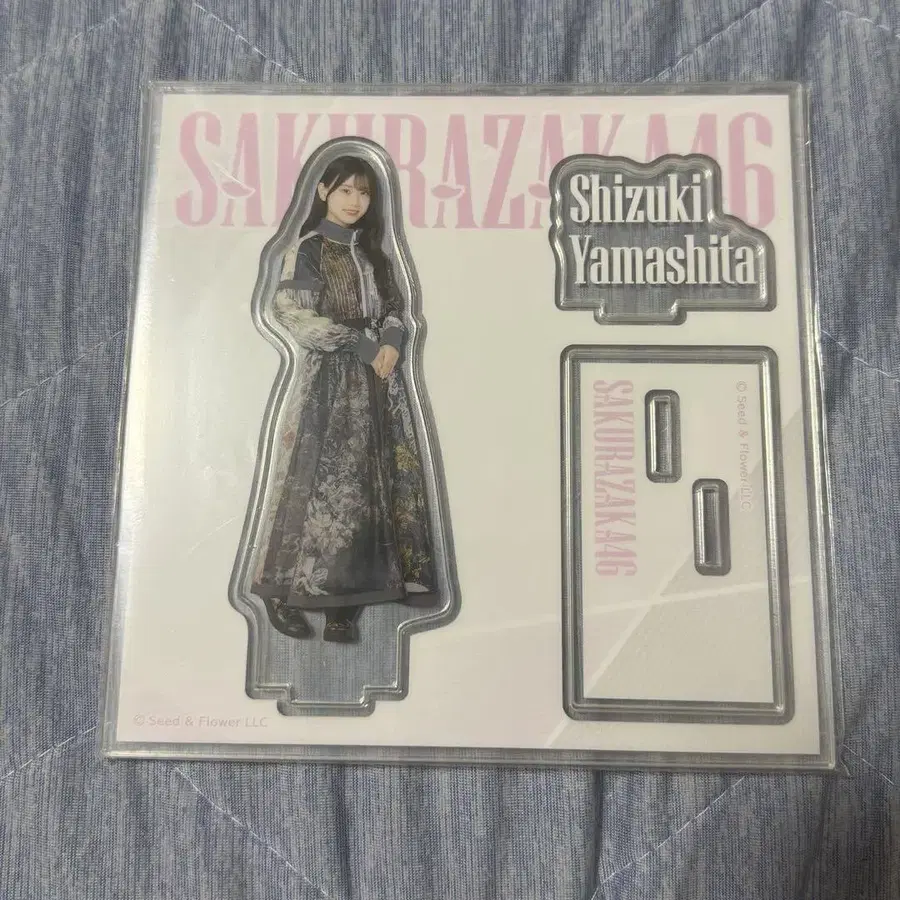 SAKURAZAKA46
Shizuki
Yamashita
SAKURAZAKA46
© Seed & Flower LLC
© Seed & Flower LLC